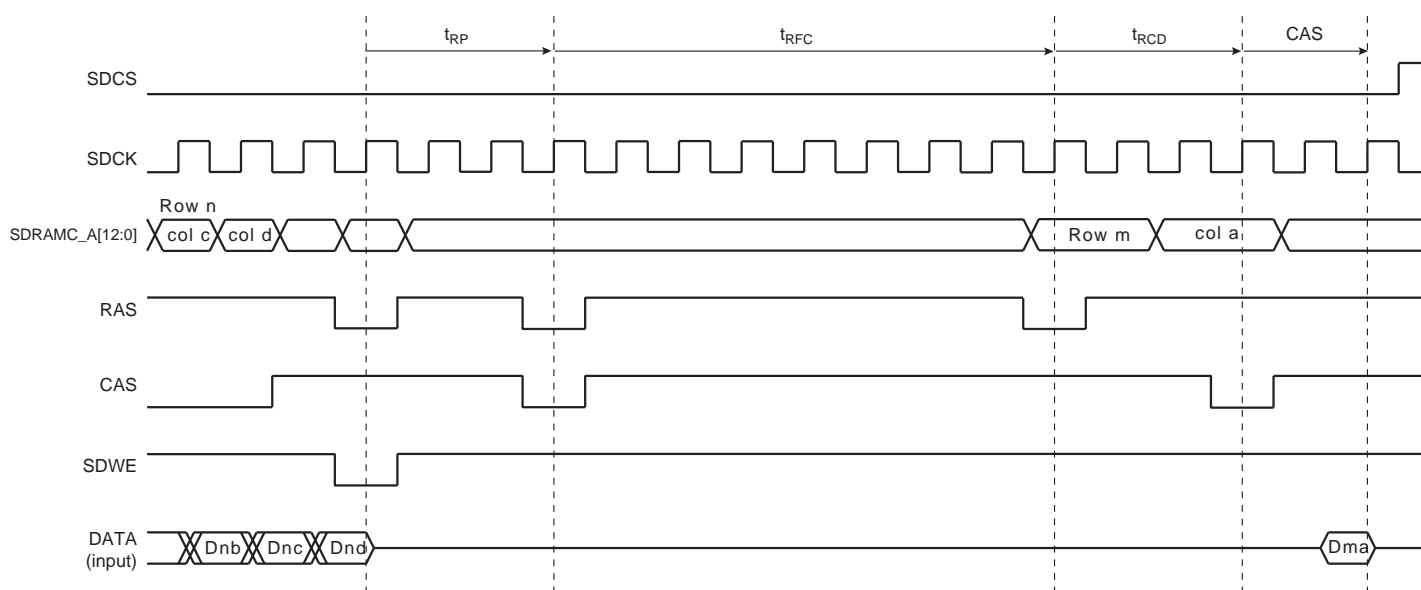 tRP tRFC tRCD CAS
SDCS
SDCK
Row n
SDRAMC_A[12:0] col c col d Row m col a
RAS
CAS
SDWE
DATA
(input) Dnb Dnc Dnd Dma